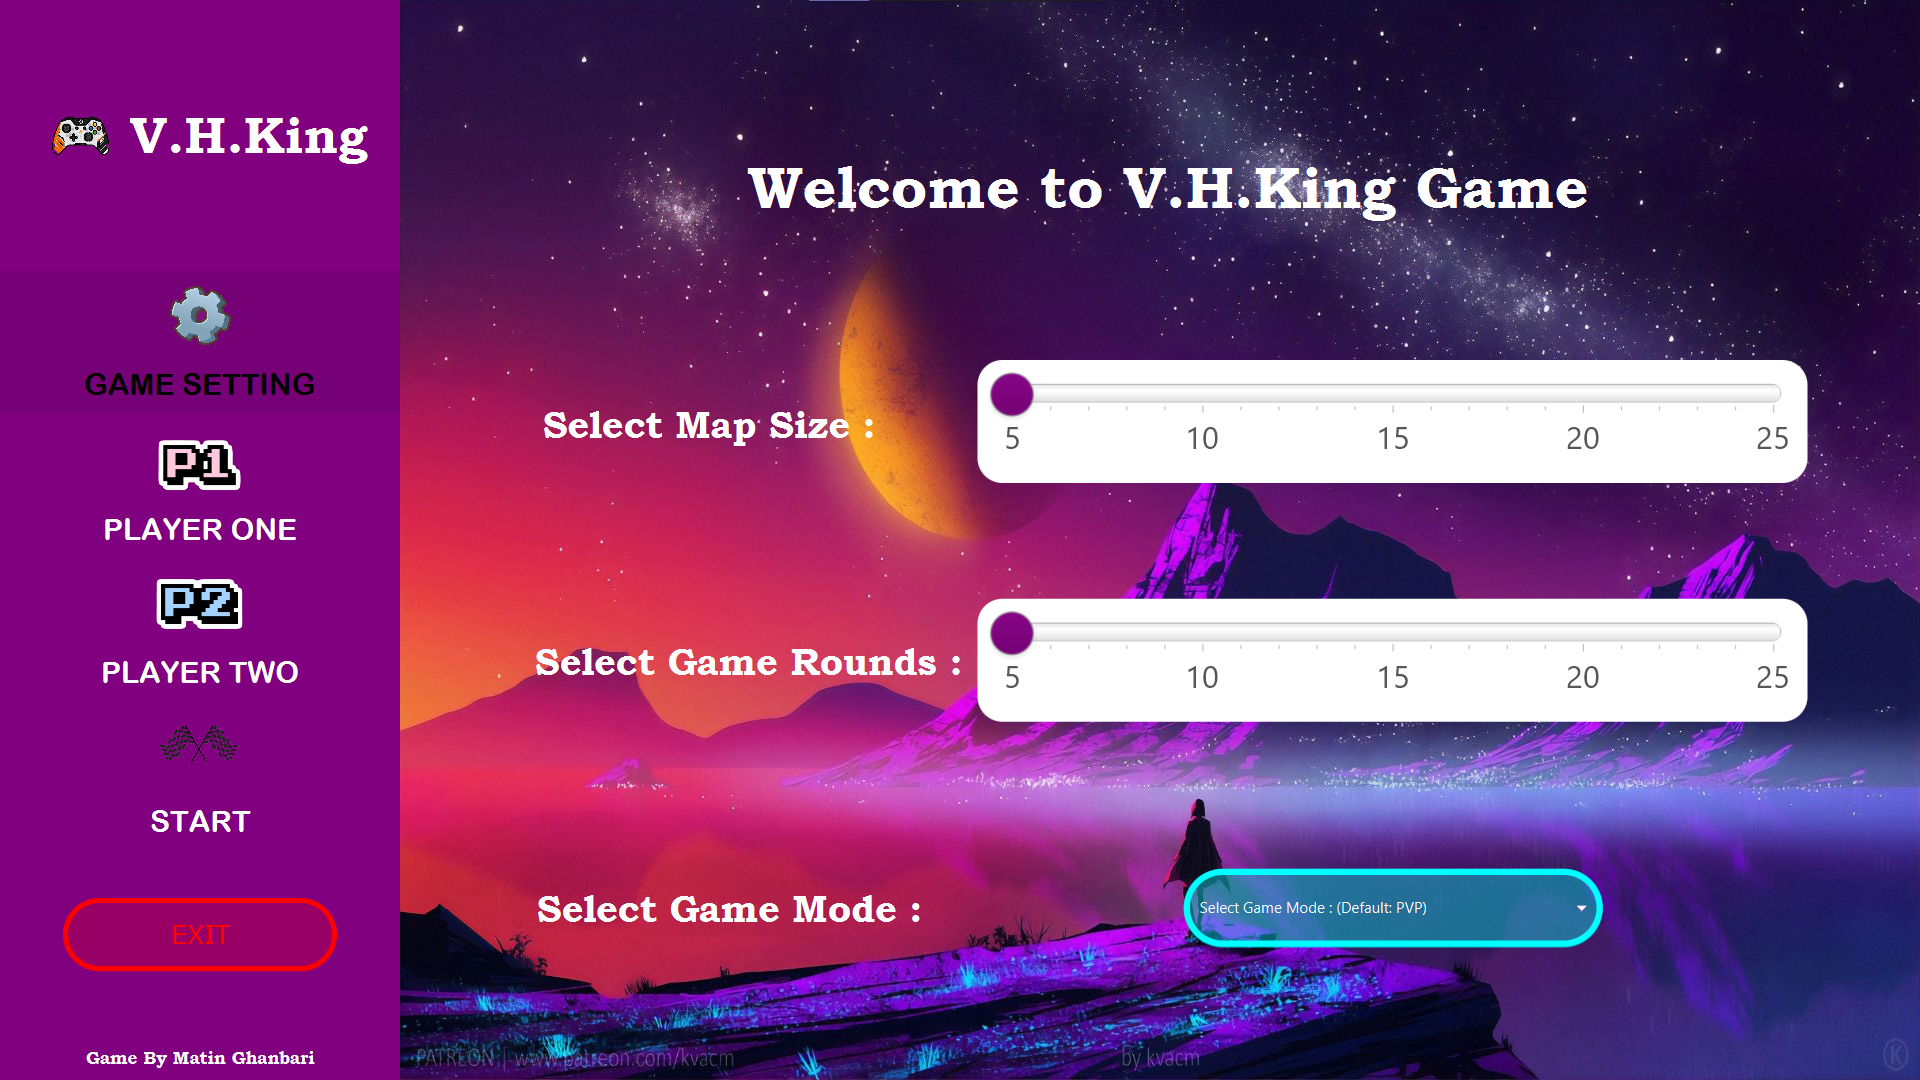 V.H.King
GAME SETTING
P1
PLAYER ONE
P2
PLAYER TWO
START
EXIT
Game By Matin Ghanbari
Welcome to V.H.King Game
Select Map Size :
5 10 15 20 25
Select Game Rounds :
5 10 15 20 25
Select Game Mode :
Select Game Mode : (Default: PVP)
PATREON | www.patreon.com/kvacm
by kvacm
K